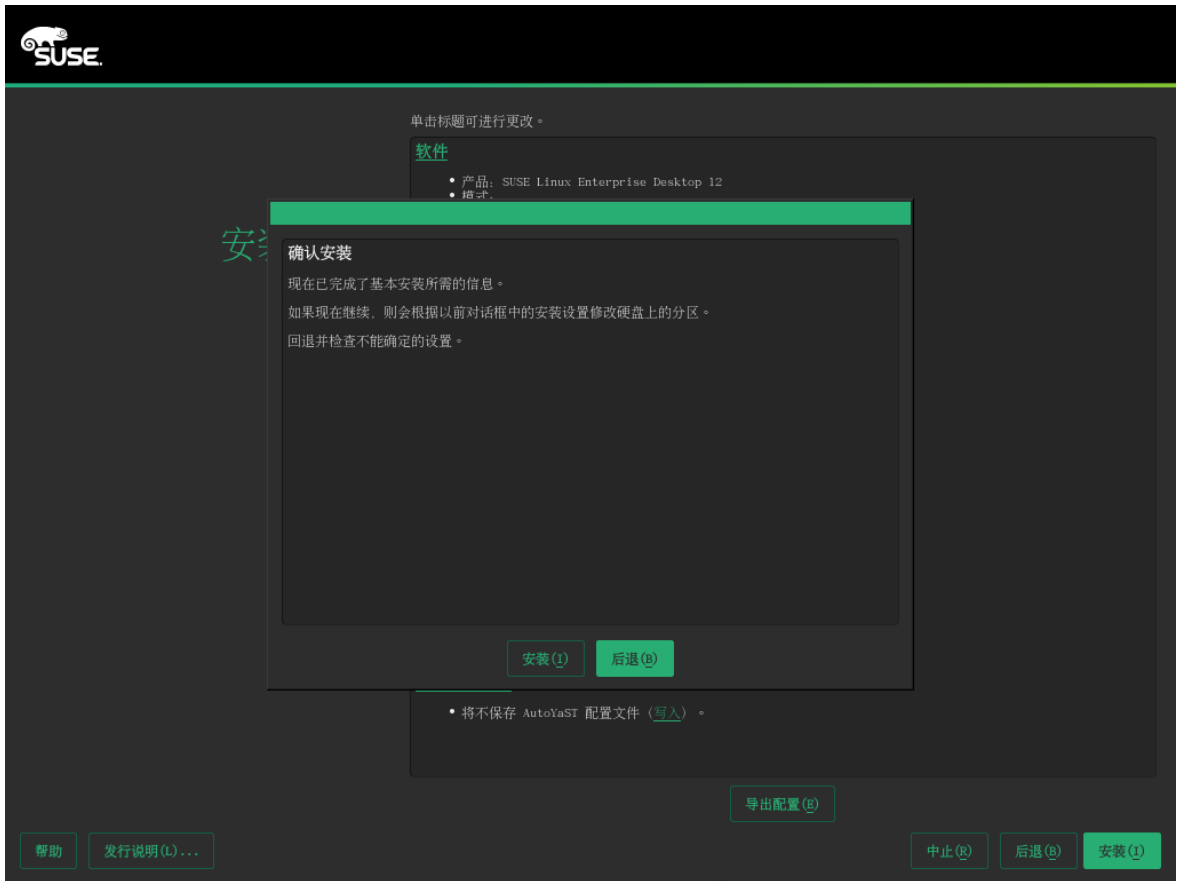 SUSE.
单击标题可进行更改。
软件
• 产品：SUSE Linux Enterprise Desktop 12
• 模式：
安装
确认安装
现在已完成了基本安装所需的信息。
如果现在继续，则会根据以前对话框中的安装设置修改硬盘上的分区。
回退并检查不能确定的设置。
安装(I) 后退(B)
• 将不保存 AutoYaST 配置文件（写入）。
导出配置(E)
帮助 发行说明(L)... 中止(R) 后退(B) 安装(I)